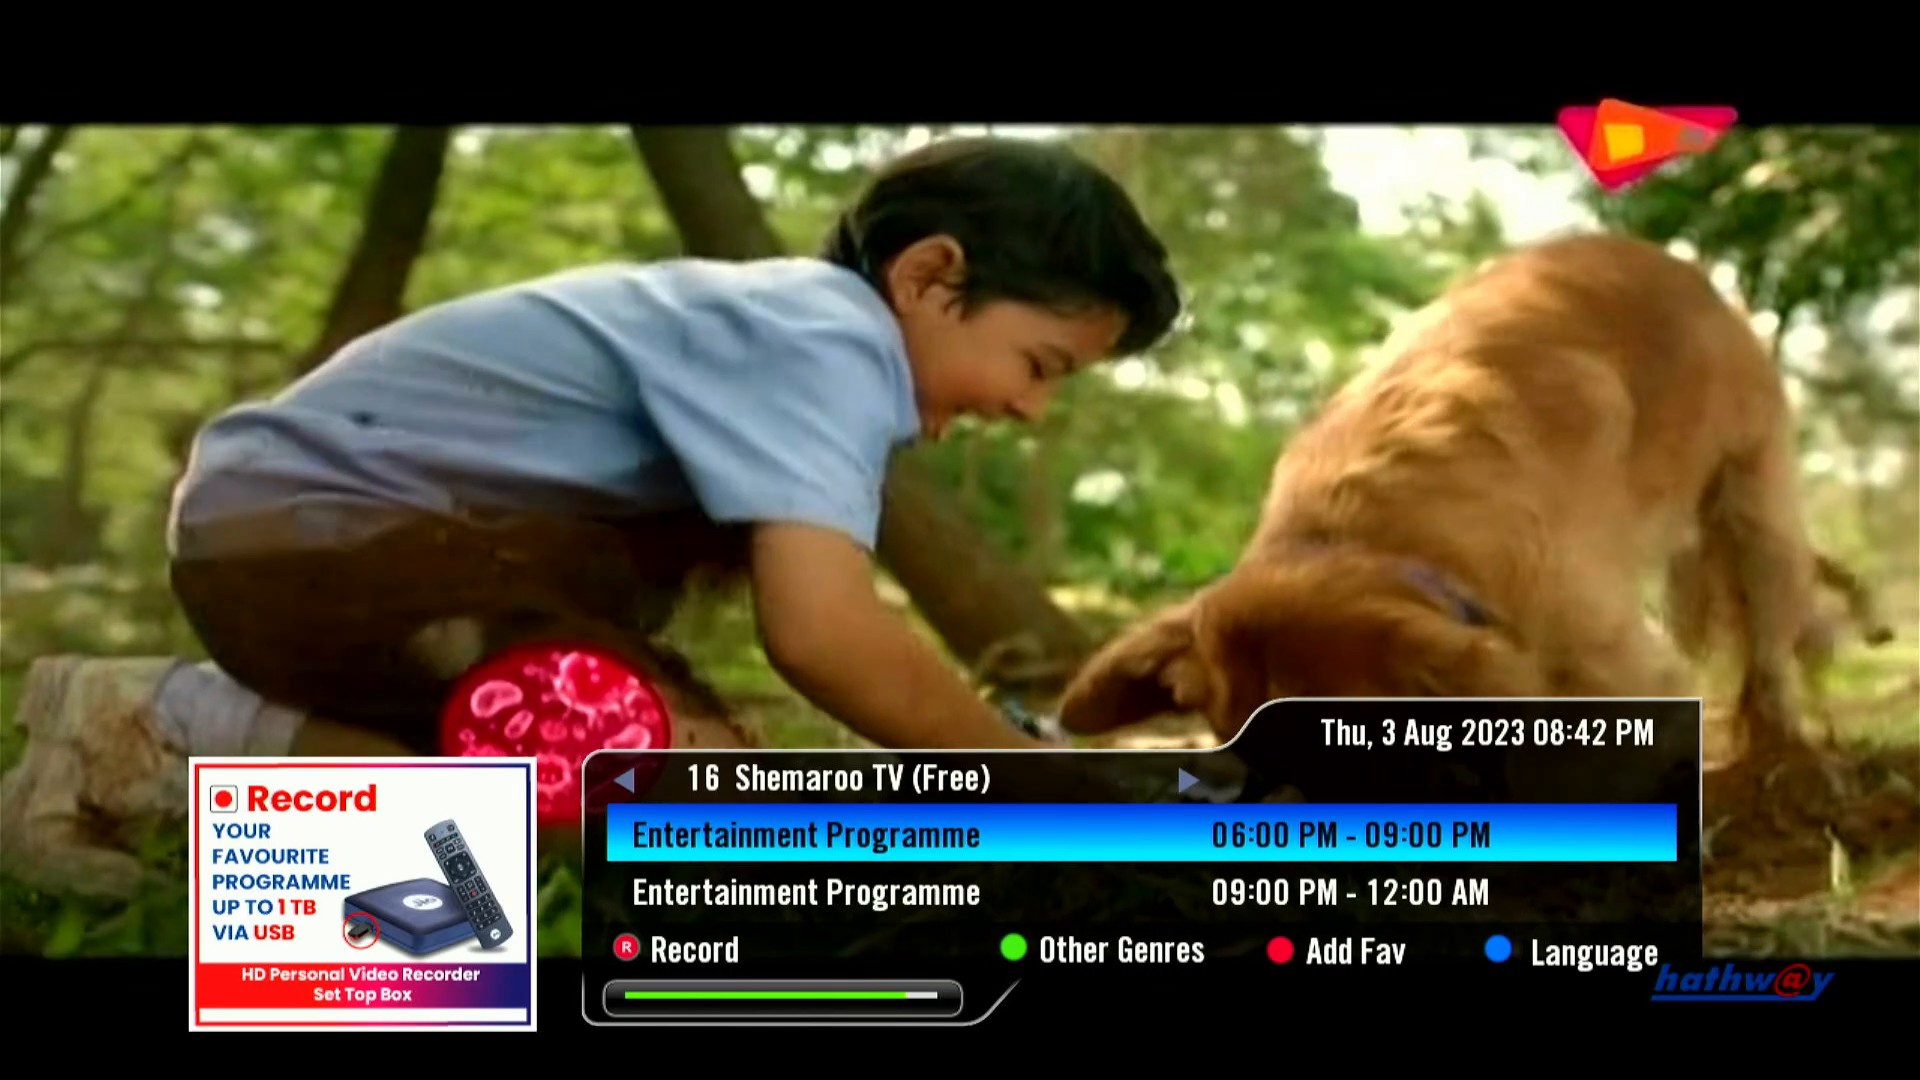 Thu, 3 Aug 2023 08:42 PM
16 Shemaroo TV (Free)
Entertainment Programme 06:00 PM - 09:00 PM
Entertainment Programme 09:00 PM - 12:00 AM
R Record Other Genres Add Fav Language
hathw@y
Record
YOUR
FAVOURITE
PROGRAMME
UP TO 1 TB
VIA USB
Jio
HD Personal Video Recorder
Set Top Box